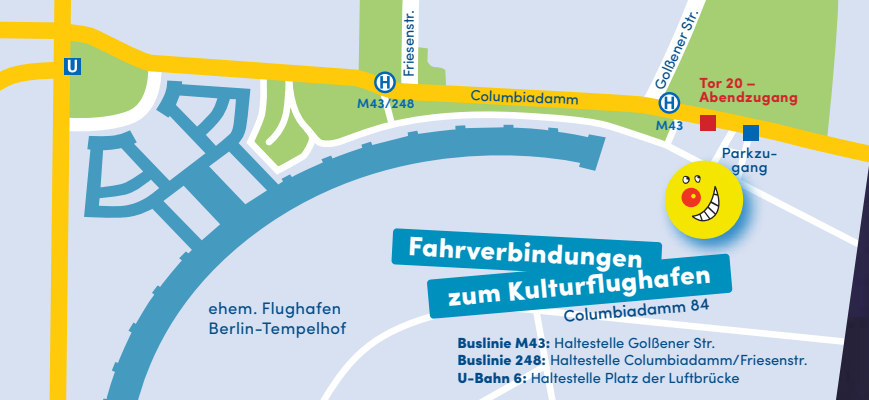 U
H
M43/248
Friesenstr.
Columbiadamm
Golßener Str.
H
M43
Tor 20 –
Abendzugang
Parkzu-
gang
Fahrverbindungen
zum Kulturflughafen
Columbiadamm 84
ehem. Flughafen
Berlin-Tempelhof
Buslinie M43: Haltestelle Golßener Str.
Buslinie 248: Haltestelle Columbiadamm/Friesenstr.
U-Bahn 6: Haltestelle Platz der Luftbrücke